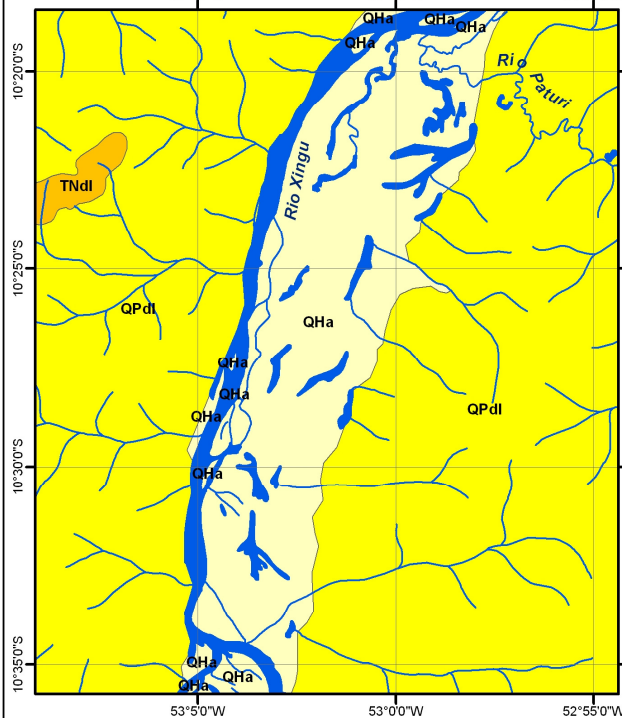 QHa
QHa
QHa
QHa
10°20'0"S
Rio
Paturi
Rio Xingu
TNdl
10°25'0"S
QPdl
QHa
QHa
QHa
QHa
QPdl
QHa
10°30'0"S
10°35'0"S
QHa
QHa
QHa
53°5'0"W
53°0'0"W
52°55'0"W